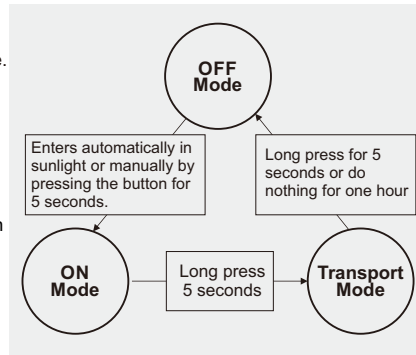 e.
OFF
Mode
Enters automatically in
sunlight or manually by
pressing the button for
5 seconds.
Long press for 5
seconds or do
nothing for one hour
n
ON
Mode
Long press
5 seconds
Transport
Mode